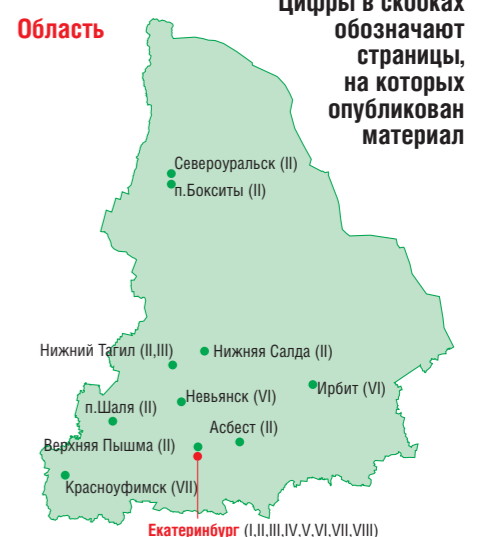 Область
Цифры в скобках
обозначают
страницы,
на которых
опубликован
материал
Североуральск (II)
п.Бокситы (II)
Нижний Тагил (II,III)
Нижняя Салда (II)
Ирбит (VI)
Невьянск (VI)
п.Шаля (II)
Асбест (II)
Верхняя Пышма (II)
Красноуфимск (VII)
Екатеринбург (I,II,III,IV,V,VI,VII,VIII)